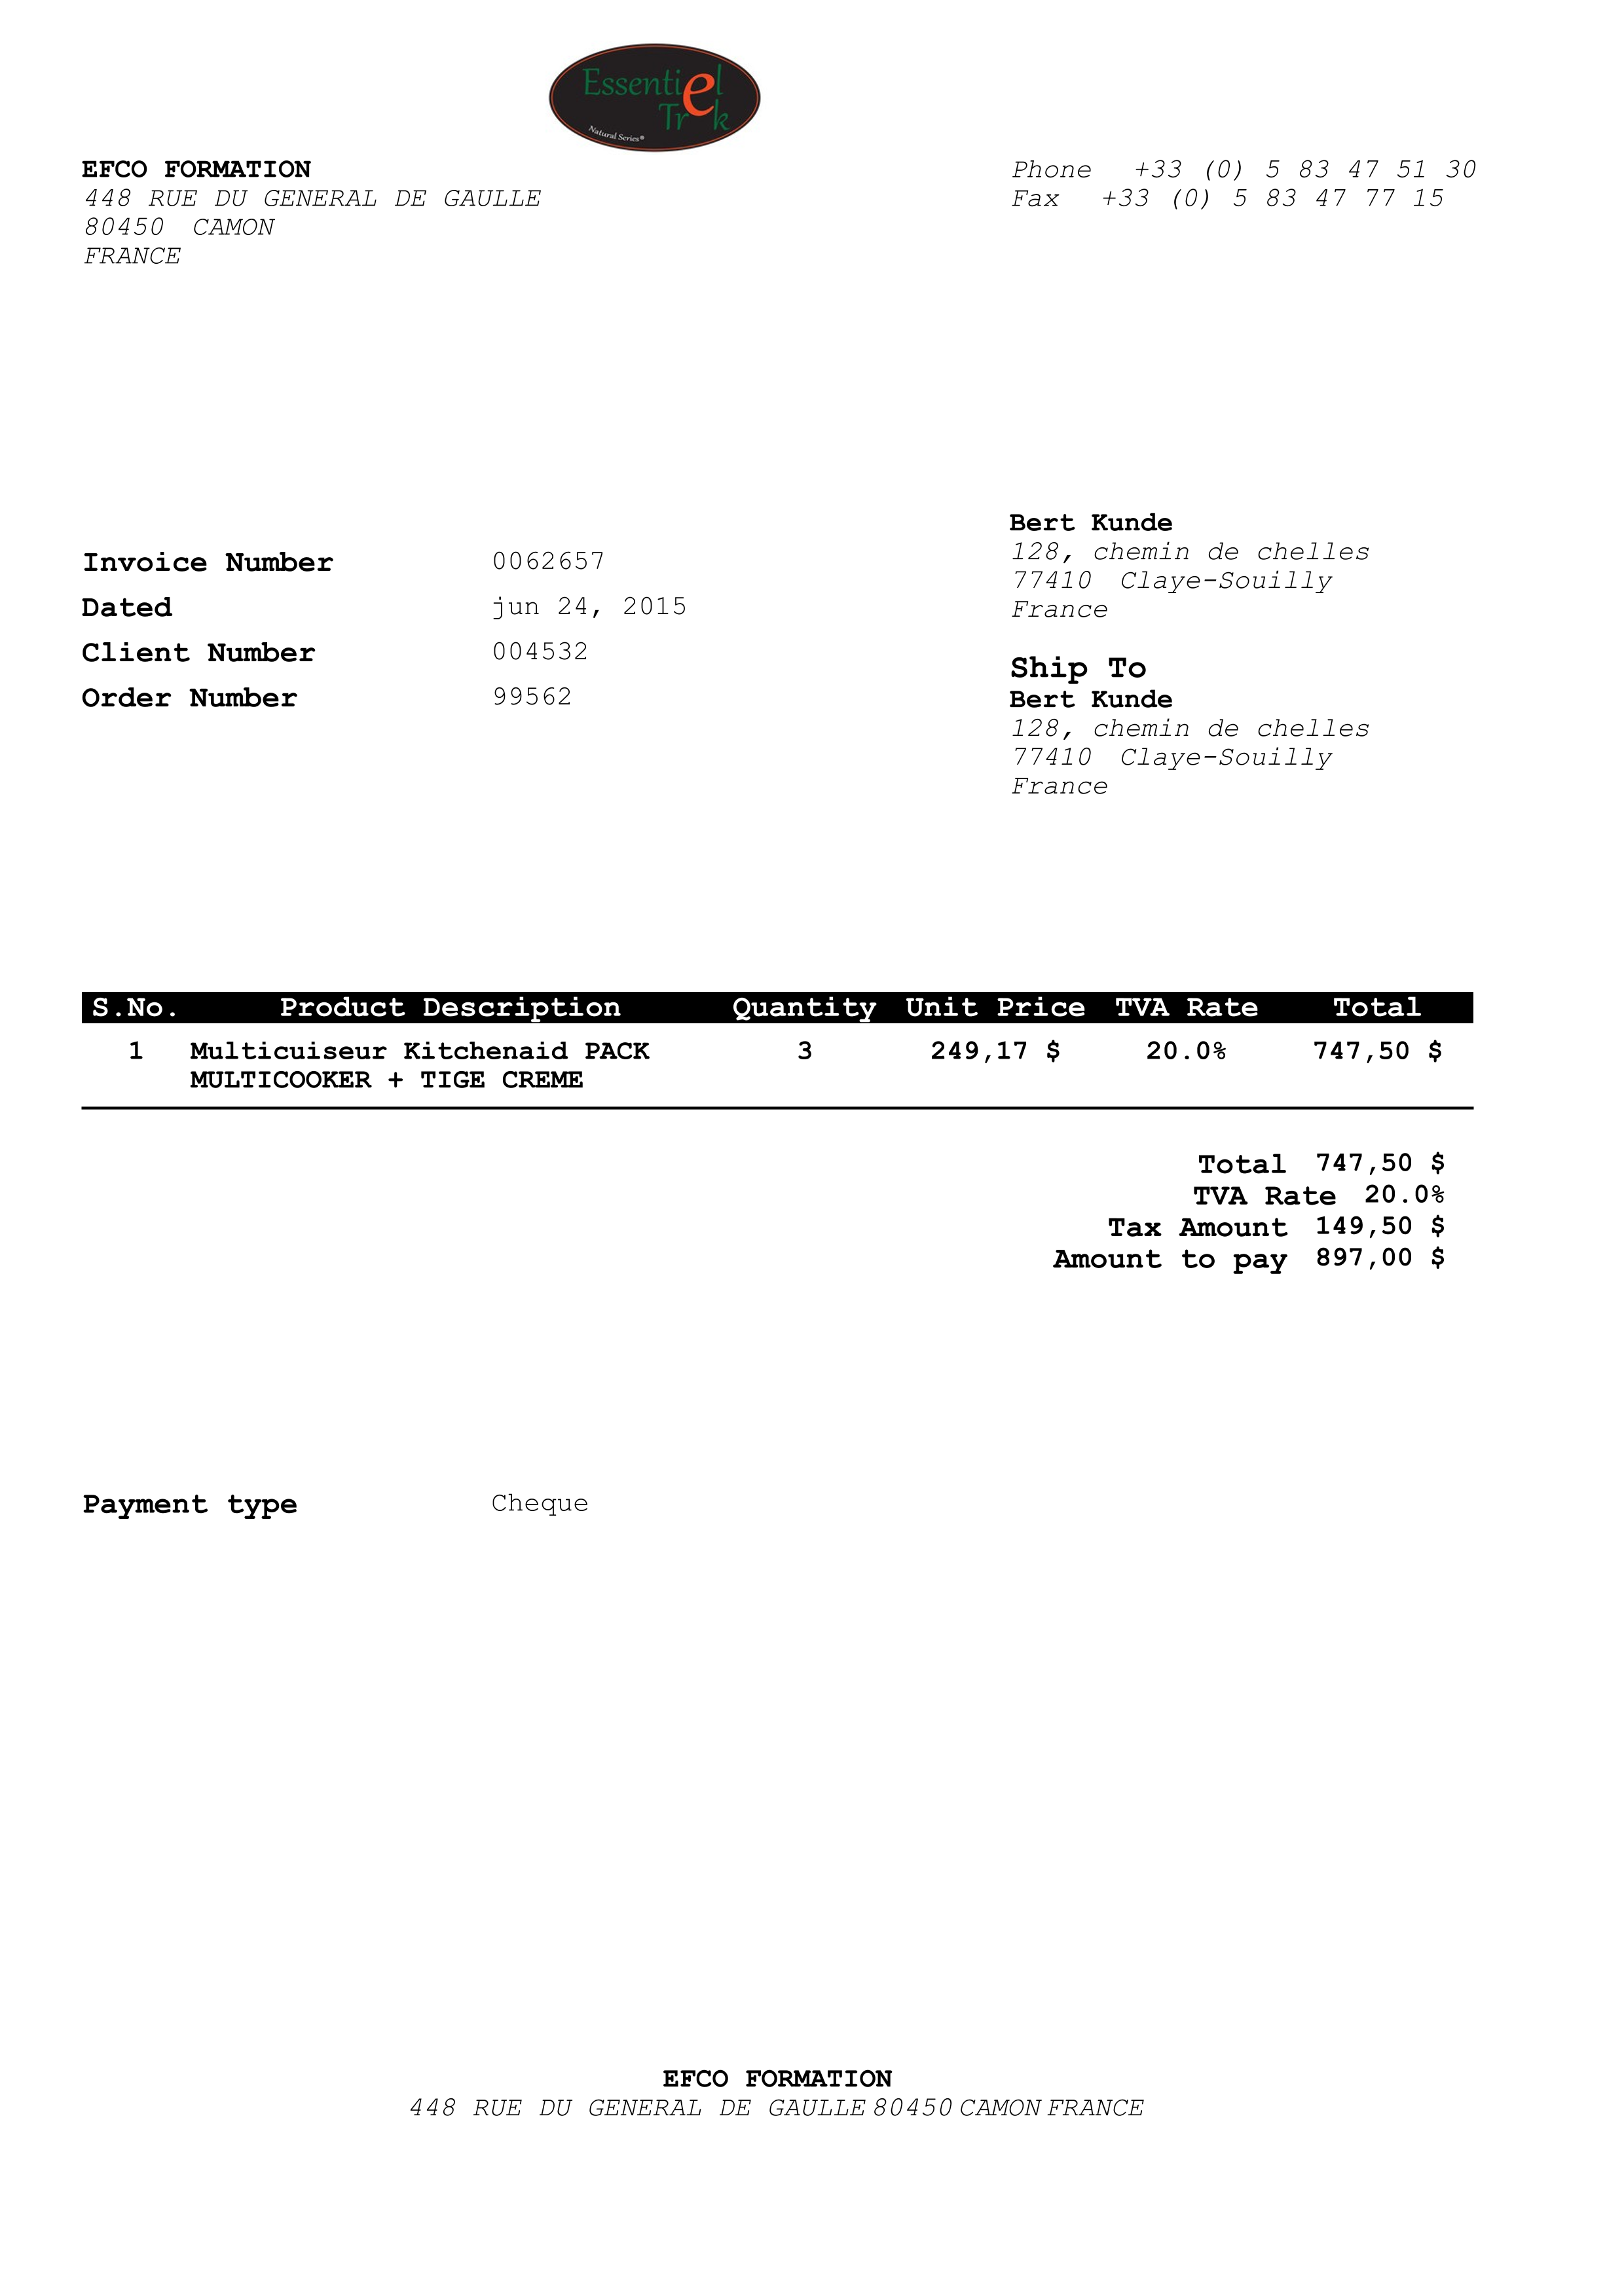 Essentiel
Trek
Natural Series®
EFCO FORMATION
448 RUE DU GENERAL DE GAULLE
80450 CAMON
FRANCE
Phone +33 (0) 5 83 47 51 30
Fax +33 (0) 5 83 47 77 15
Invoice Number 0062657
Dated jun 24, 2015
Client Number 004532
Order Number 99562
Bert Kunde
128, chemin de chelles
77410 Claye-Souilly
France
Ship To
Bert Kunde
128, chemin de chelles
77410 Claye-Souilly
France
S.No. Product Description Quantity Unit Price TVA Rate Total
1 Multicuiseur Kitchenaid PACK 3 249,17 $ 20.0% 747,50 $
MULTICOOKER + TIGE CREME
Total 747,50 $
TVA Rate 20.0%
Tax Amount 149,50 $
Amount to pay 897,00 $
Payment type Cheque
EFCO FORMATION
448 RUE DU GENERAL DE GAULLE 80450 CAMON FRANCE